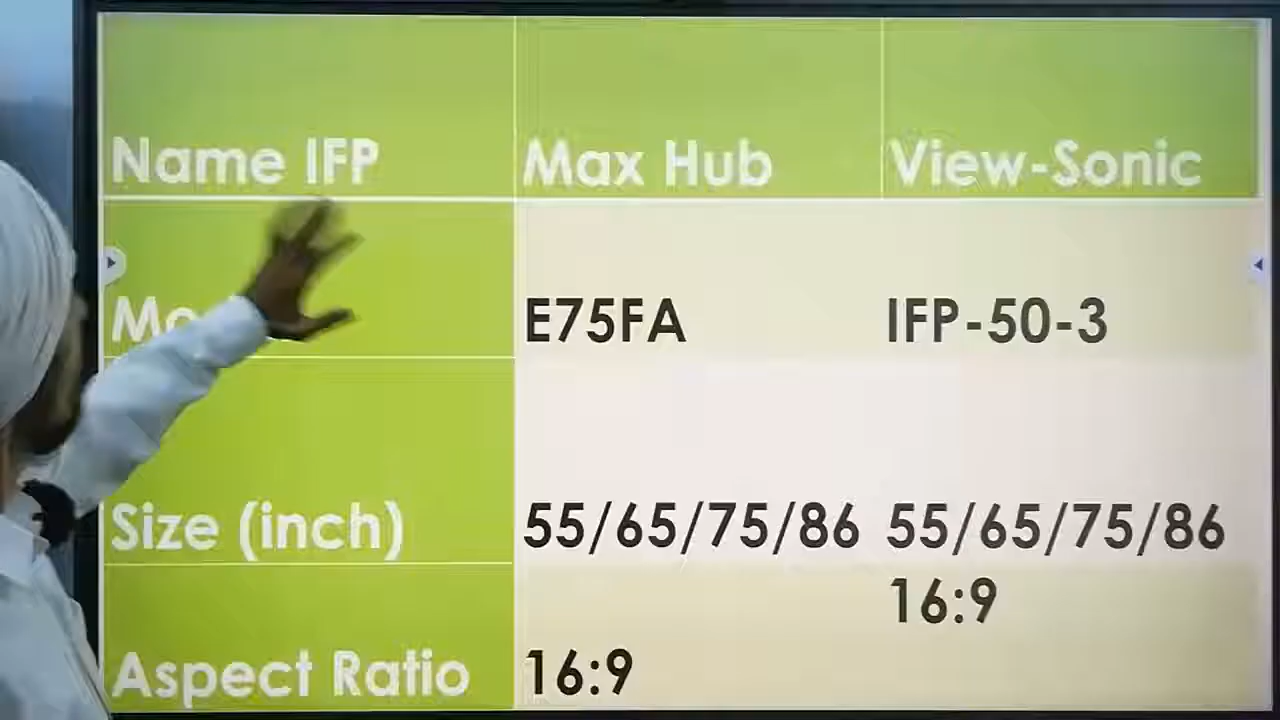 Name IFP Max Hub View-Sonic
E75FA IFP-50-3
Size (inch) 55/65/75/86 55/65/75/86
16:9
Aspect Ratio 16:9